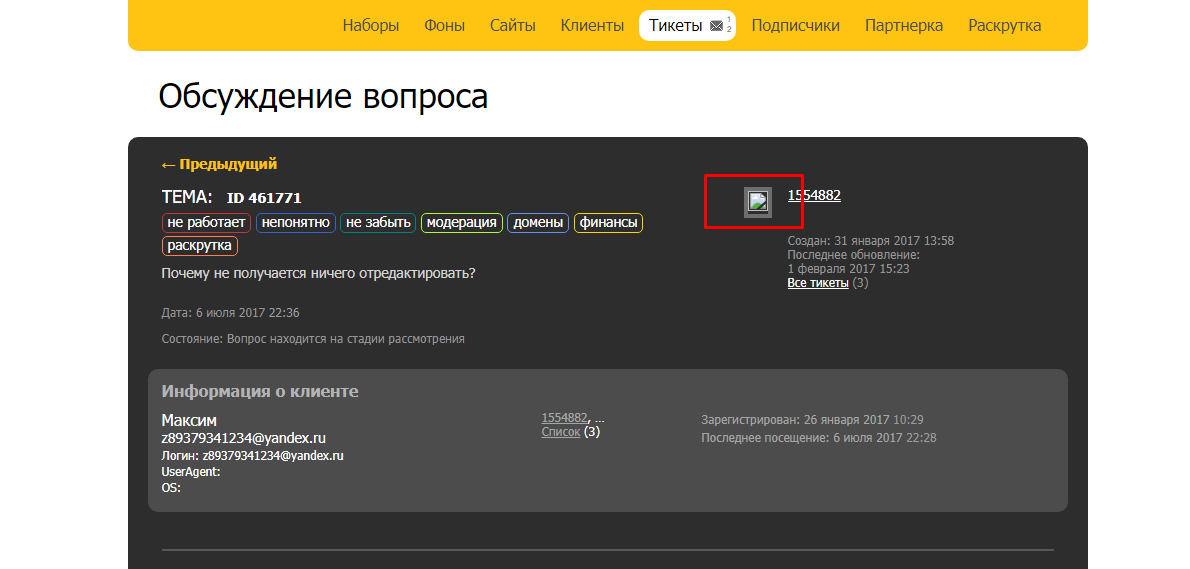 Наборы Фоны Сайты Клиенты Тикеты 1 2 Подписчики Партнерка Раскрутка
Обсуждение вопроса
← Предыдущий
ТЕМА: ID 461771
не работает непонятно не забыть модерация домены финансы
раскрутка
Почему не получается ничего отредактировать?
Дата: 6 июля 2017 22:36
Состояние: Вопрос находится на стадии рассмотрения
1554882
Создан: 31 января 2017 13:58
Последнее обновление:
1 февраля 2017 15:23
Все тикеты (3)
Информация о клиенте
Максим
z89379341234@yandex.ru
Логин: z89379341234@yandex.ru
UserAgent:
OS:
1554882, ...
Список (3)
Зарегистрирован: 26 января 2017 10:29
Последнее посещение: 6 июля 2017 22:28